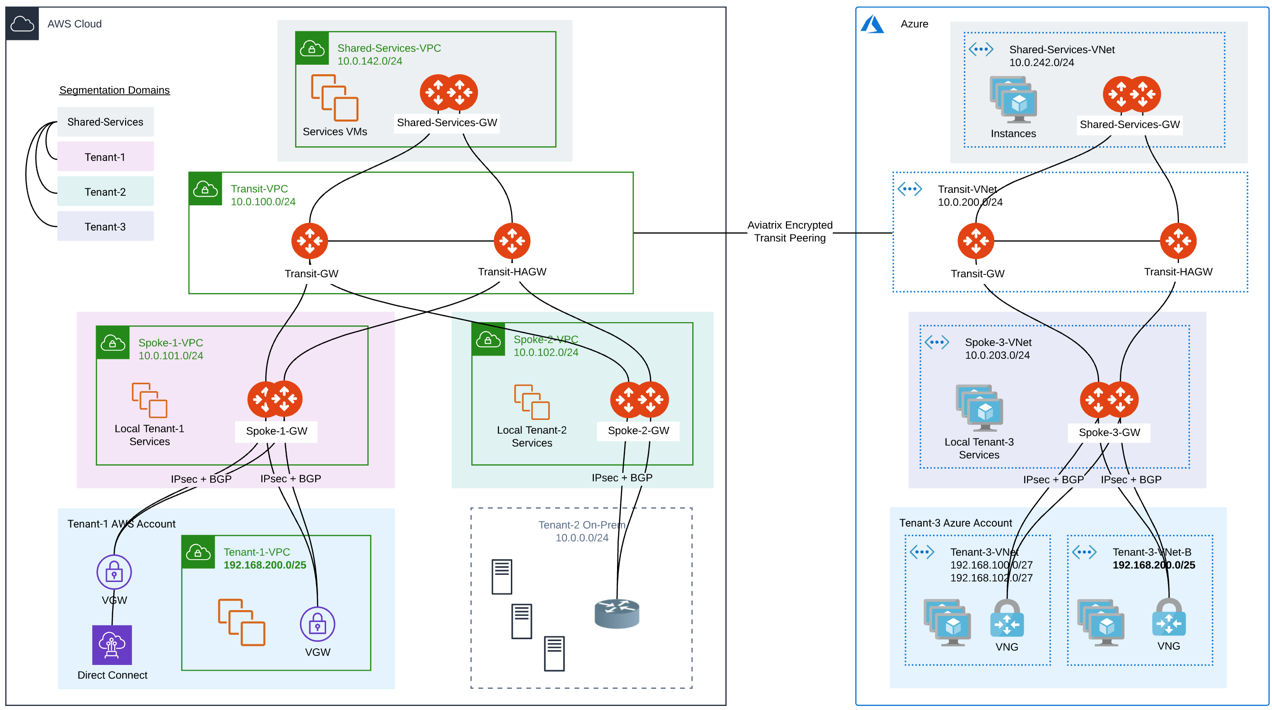 AWS Cloud
Segmentation Domains
Shared-Services
Tenant-1
Tenant-2
Tenant-3
Shared-Services-VPC
10.0.142.0/24
Services VMs
Shared-Services-GW
Transit-VPC
10.0.100.0/24
Transit-GW
Transit-HAGW
Spoke-1-VPC
10.0.101.0/24
Local Tenant-1
Services
Spoke-1-GW
Spoke-2-VPC
10.0.102.0/24
Local Tenant-2
Services
Spoke-2-GW
IPsec + BGP
IPsec + BGP
IPsec + BGP
Tenant-1 AWS Account
VGW
Direct Connect
Tenant-1-VPC
192.168.200.0/25
VGW
Tenant-2 On-Prem
10.0.0.0/24
Aviatrix Encrypted
Transit Peering
Azure
Shared-Services-VNet
10.0.242.0/24
Instances
Shared-Services-GW
Transit-VNet
10.0.200.0/24
Transit-GW
Transit-HAGW
Spoke-3-VNet
10.0.203.0/24
Local Tenant-3
Services
Spoke-3-GW
IPsec + BGP
IPsec + BGP
Tenant-3 Azure Account
Tenant-3-VNet
192.168.100.0/27
192.168.102.0/27
VNG
Tenant-3-VNet-B
192.168.200.0/25
VNG